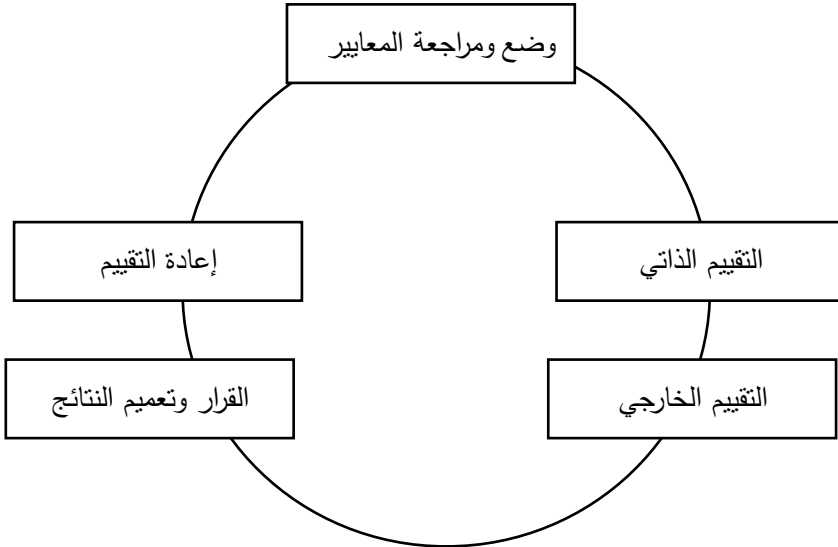 وضع ومراجعة المعايير
التقييم الذاتي
إعادة التقييم
التقييم الخارجي
القرار وتعميم النتائج